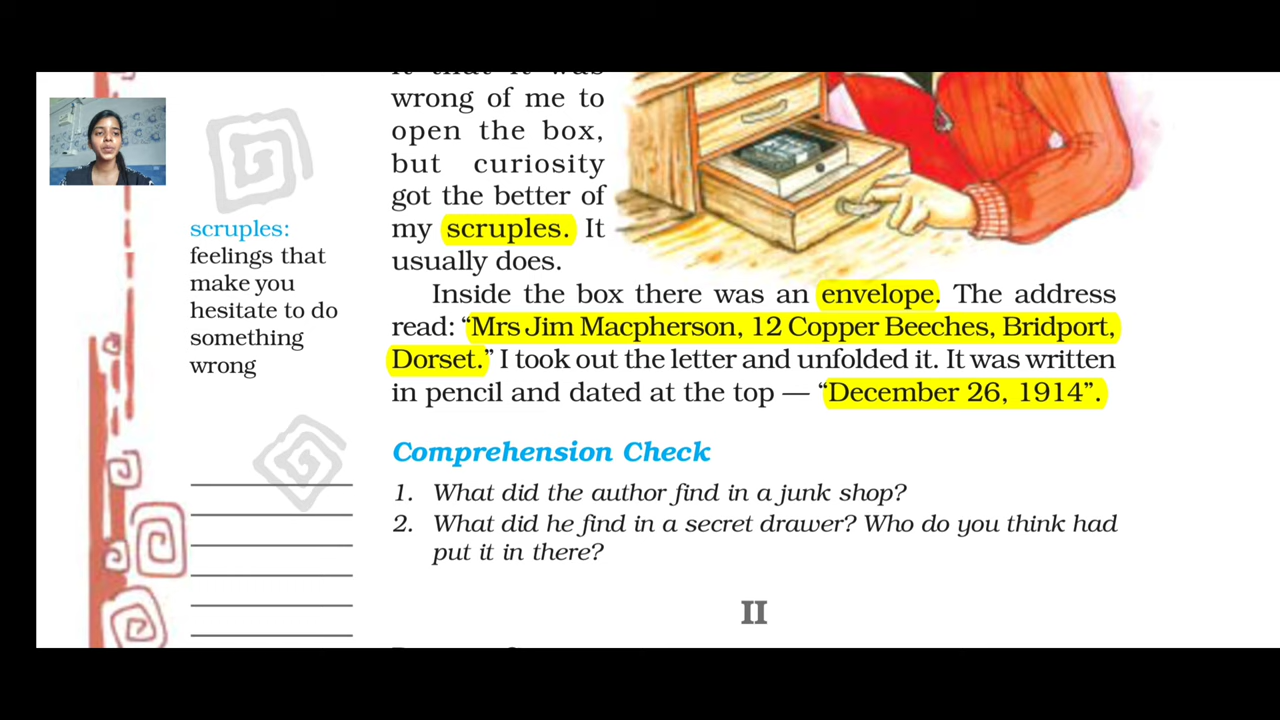 wrong of me to
open the box,
but curiosity
got the better of
my scruples. It
usually does.
scruples:
feelings that
make you
hesitate to do
something
wrong
Inside the box there was an envelope. The address
read: “Mrs Jim Macpherson, 12 Copper Beeches, Bridport,
Dorset.” I took out the letter and unfolded it. It was written
in pencil and dated at the top — “December 26, 1914”.
Comprehension Check
1. What did the author find in a junk shop?
2. What did he find in a secret drawer? Who do you think had
put it in there?
II